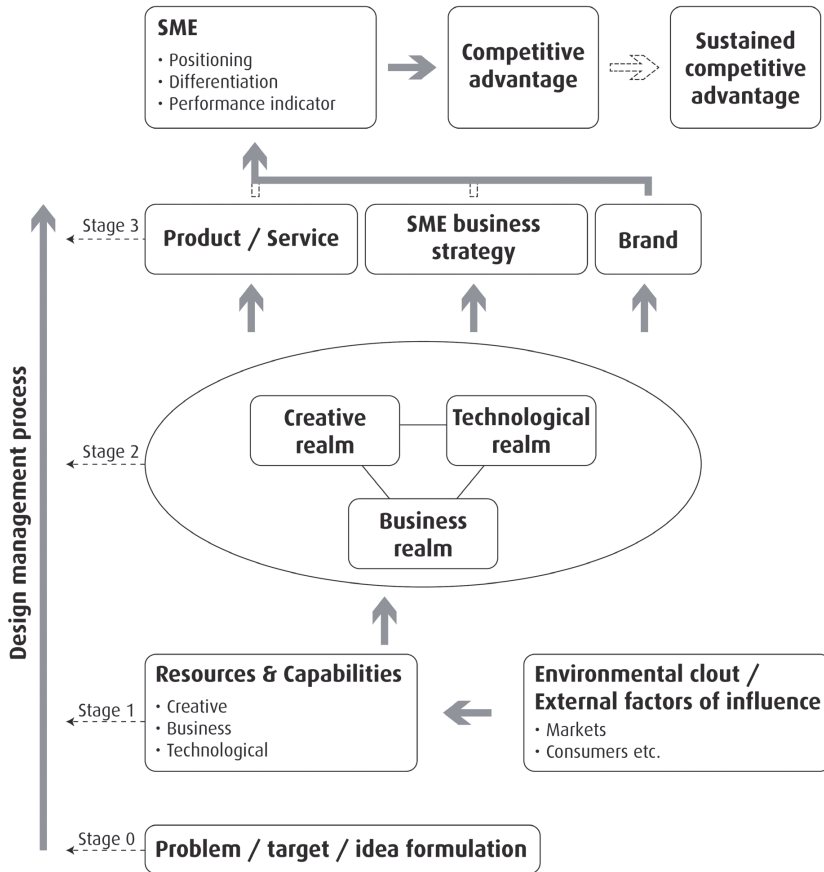 SME
• Positioning
• Differentiation
• Performance indicator
Competitive
advantage
Sustained
competitive
advantage
Stage 3
Product / Service
SME business
strategy
Brand
Design management process
Stage 2
Creative
realm
Technological
realm
Business
realm
Stage 1
Resources & Capabilities
• Creative
• Business
• Technological
Environmental clout /
External factors of influence
• Markets
• Consumers etc.
Stage 0
Problem / target / idea formulation